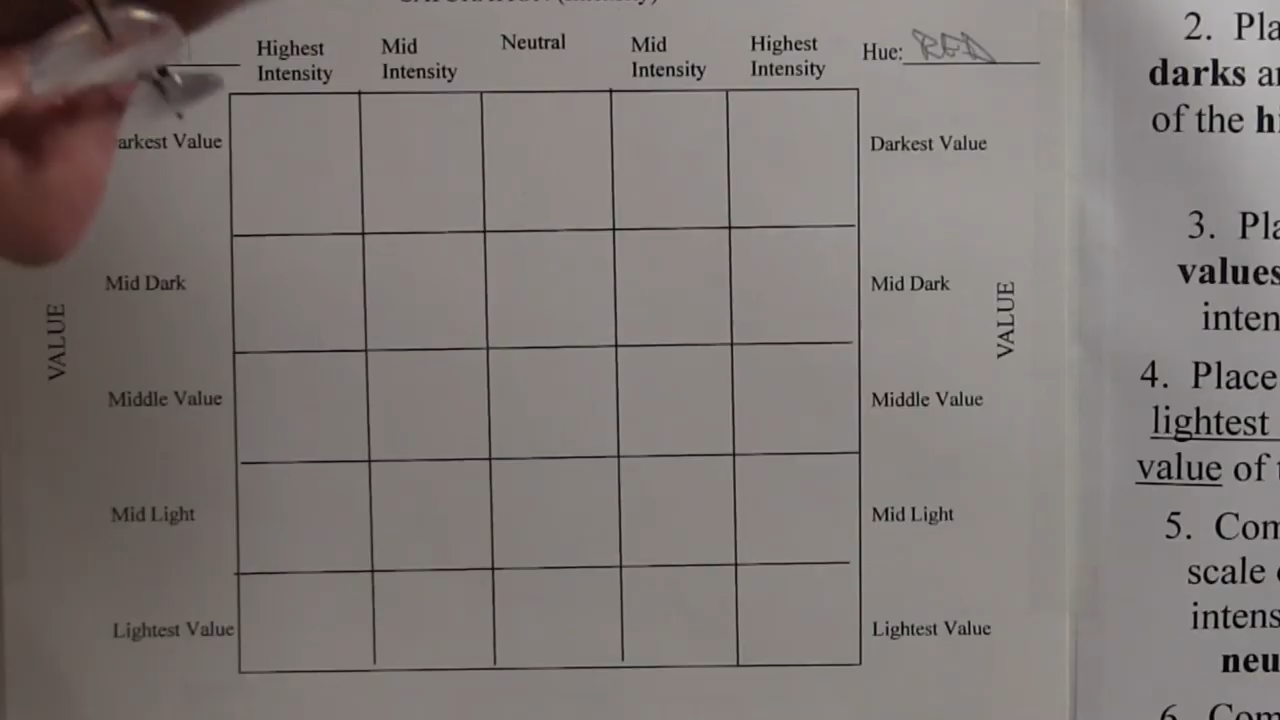 Highest Intensity
Mid Intensity
Neutral
Mid Intensity
Highest Intensity
Hue: RED
arkest Value
Darkest Value
Mid Dark
Mid Dark
VALUE
VALUE
Middle Value
Middle Value
Mid Light
Mid Light
Lightest Value
Lightest Value
2. Pla
darks
of the
3. Pla
values
inten
4. Place
lightest
value of
5. Com
scale
intens
neu
6. Com